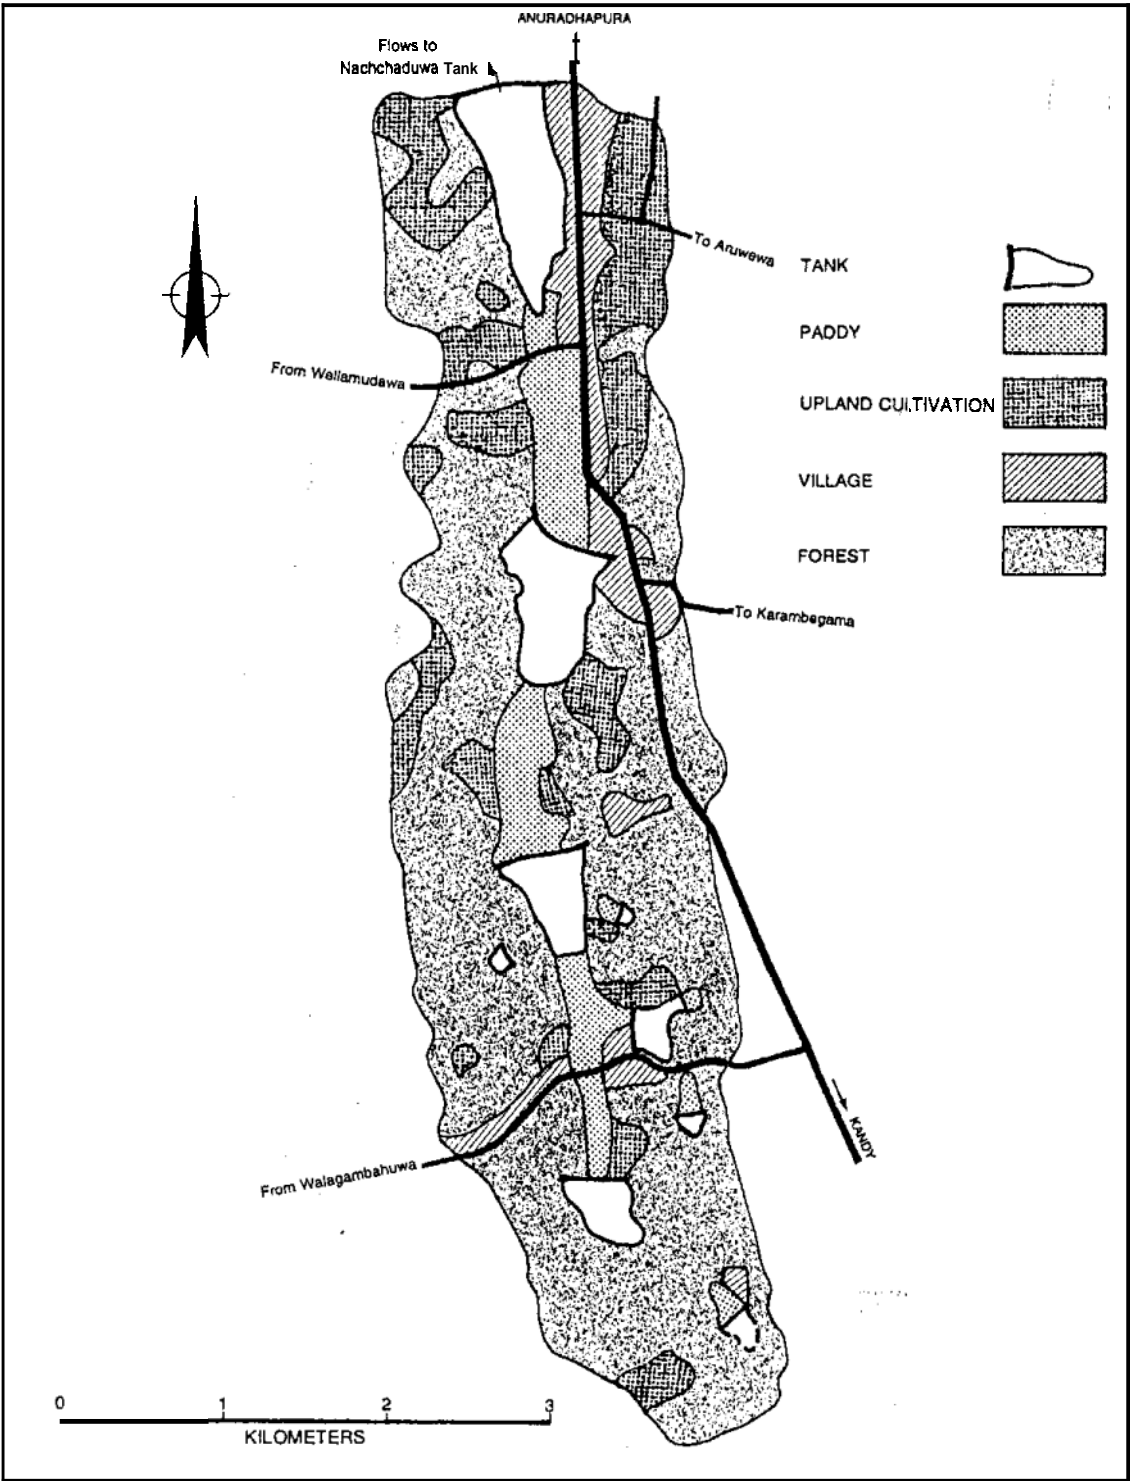 ANURADHAPURA
Flows to
Nachchaduwa Tank
To Aruwewa
TANK
PADDY
From Wellamudawa
UPLAND CULTIVATION
VILLAGE
FOREST
To Karambegama
KANDY
From Walagambahuwa
0 1 2 3
KILOMETERS